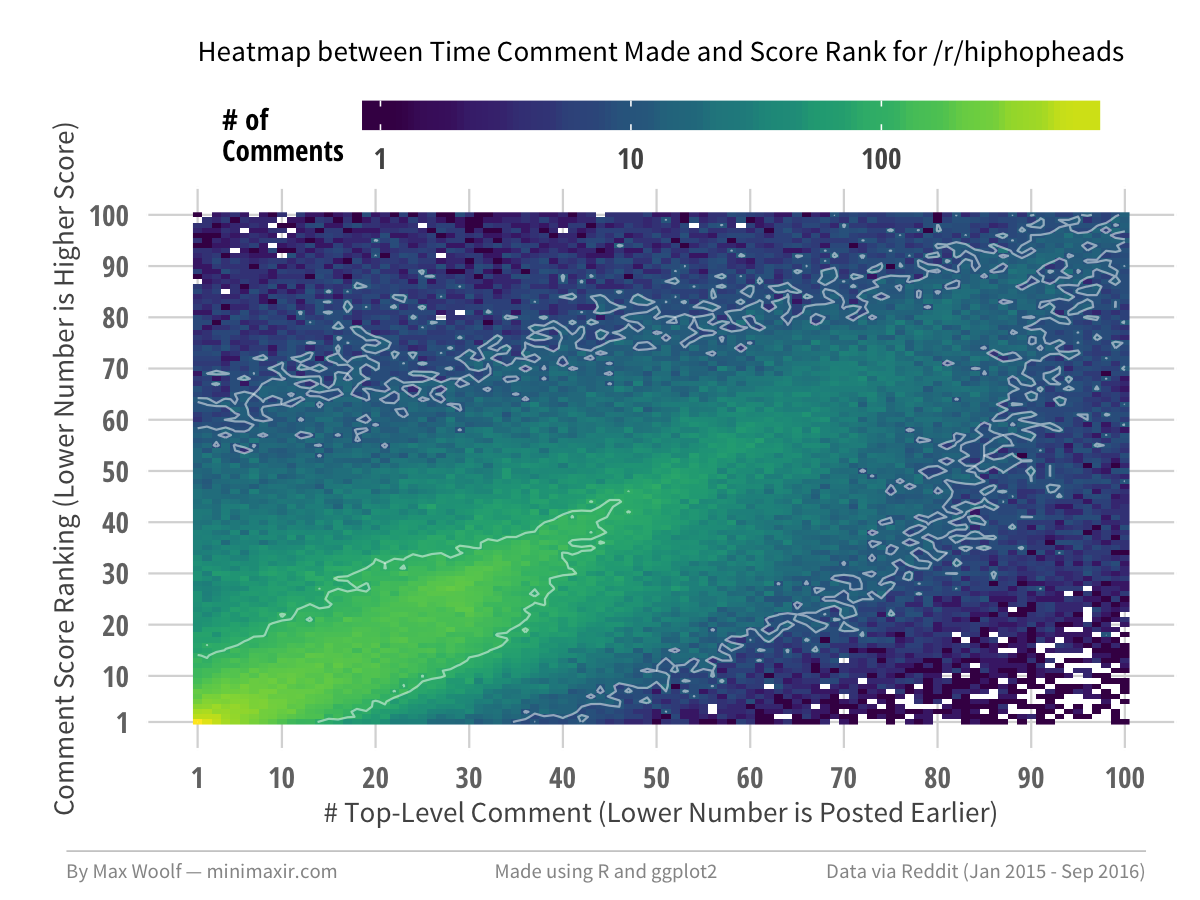 Heatmap between Time Comment Made and Score Rank for /r/hiphopheads
# of
Comments
1 10 100
Comment Score Ranking (Lower Number is Higher Score)
100
90
80
70
60
50
40
30
20
10
1
1 10 20 30 40 50 60 70 80 90 100
# Top-Level Comment (Lower Number is Posted Earlier)
By Max Woolf — minimaxir.com
Made using R and ggplot2
Data via Reddit (Jan 2015 - Sep 2016)